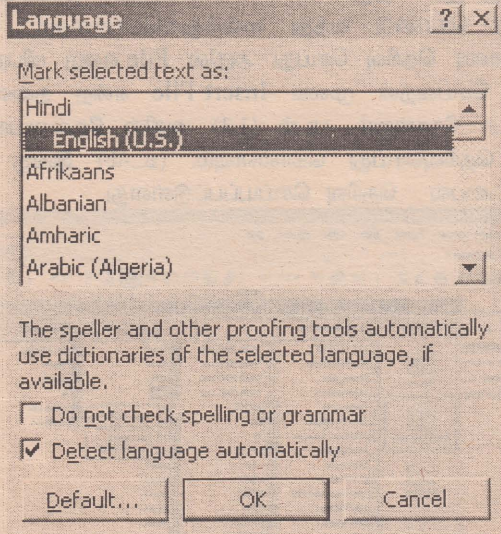 Language
Mark selected text as:
Hindi
English (U.S.)
Afrikaans
Albanian
Amharic
Arabic (Algeria)
The speller and other proofing tools automatically
use dictionaries of the selected language, if
available.
Do not check spelling or grammar
Detect language automatically
Default... OK Cancel